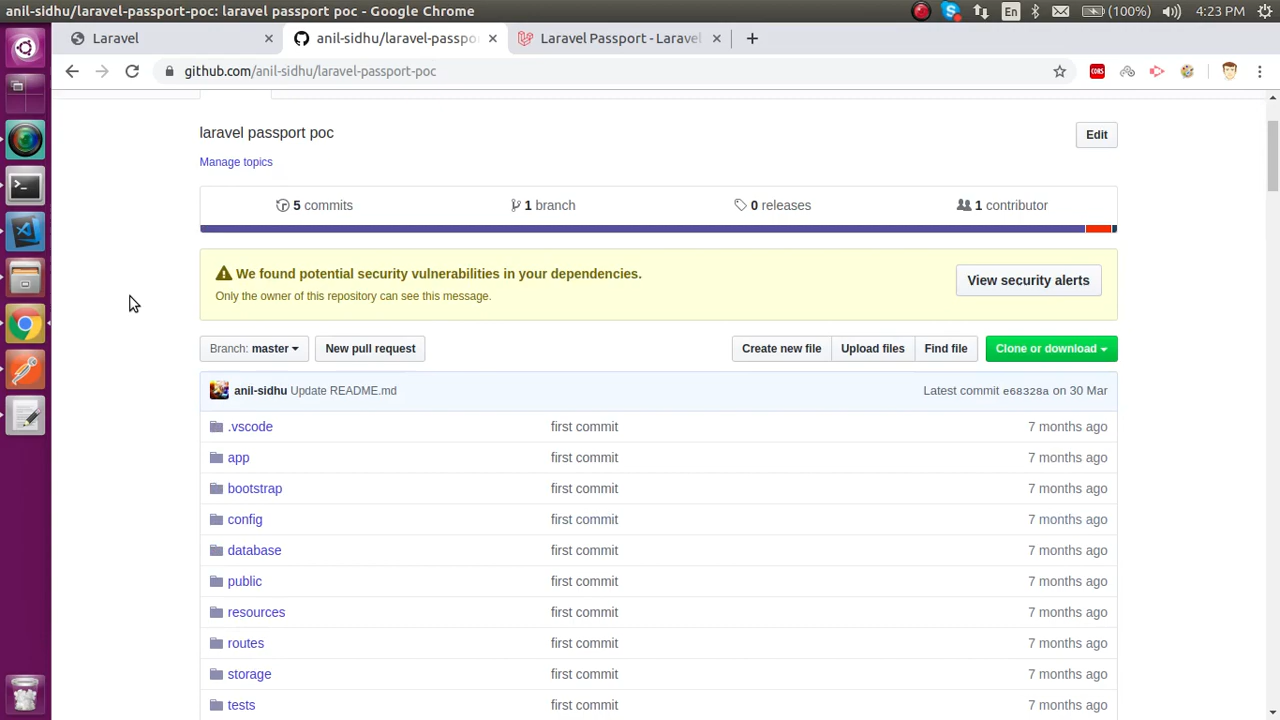 anil-sidhu/laravel-passport-poc: laravel passport poc - Google Chrome
En (100%) 4:23 PM
Laravel
anil-sidhu/laravel-passpo
Laravel Passport - Laravel
github.com/anil-sidhu/laravel-passport-poc
CORS
laravel passport poc
Edit
Manage topics
5 commits
1 branch
0 releases
1 contributor
We found potential security vulnerabilities in your dependencies.
Only the owner of this repository can see this message.
View security alerts
Branch: master
New pull request
Create new file
Upload files
Find file
Clone or download
anil-sidhu Update README.md
Latest commit e68328a on 30 Mar
.vscode first commit 7 months ago
app first commit 7 months ago
bootstrap first commit 7 months ago
config first commit 7 months ago
database first commit 7 months ago
public first commit 7 months ago
resources first commit 7 months ago
routes first commit 7 months ago
storage first commit 7 months ago
tests first commit 7 months ago